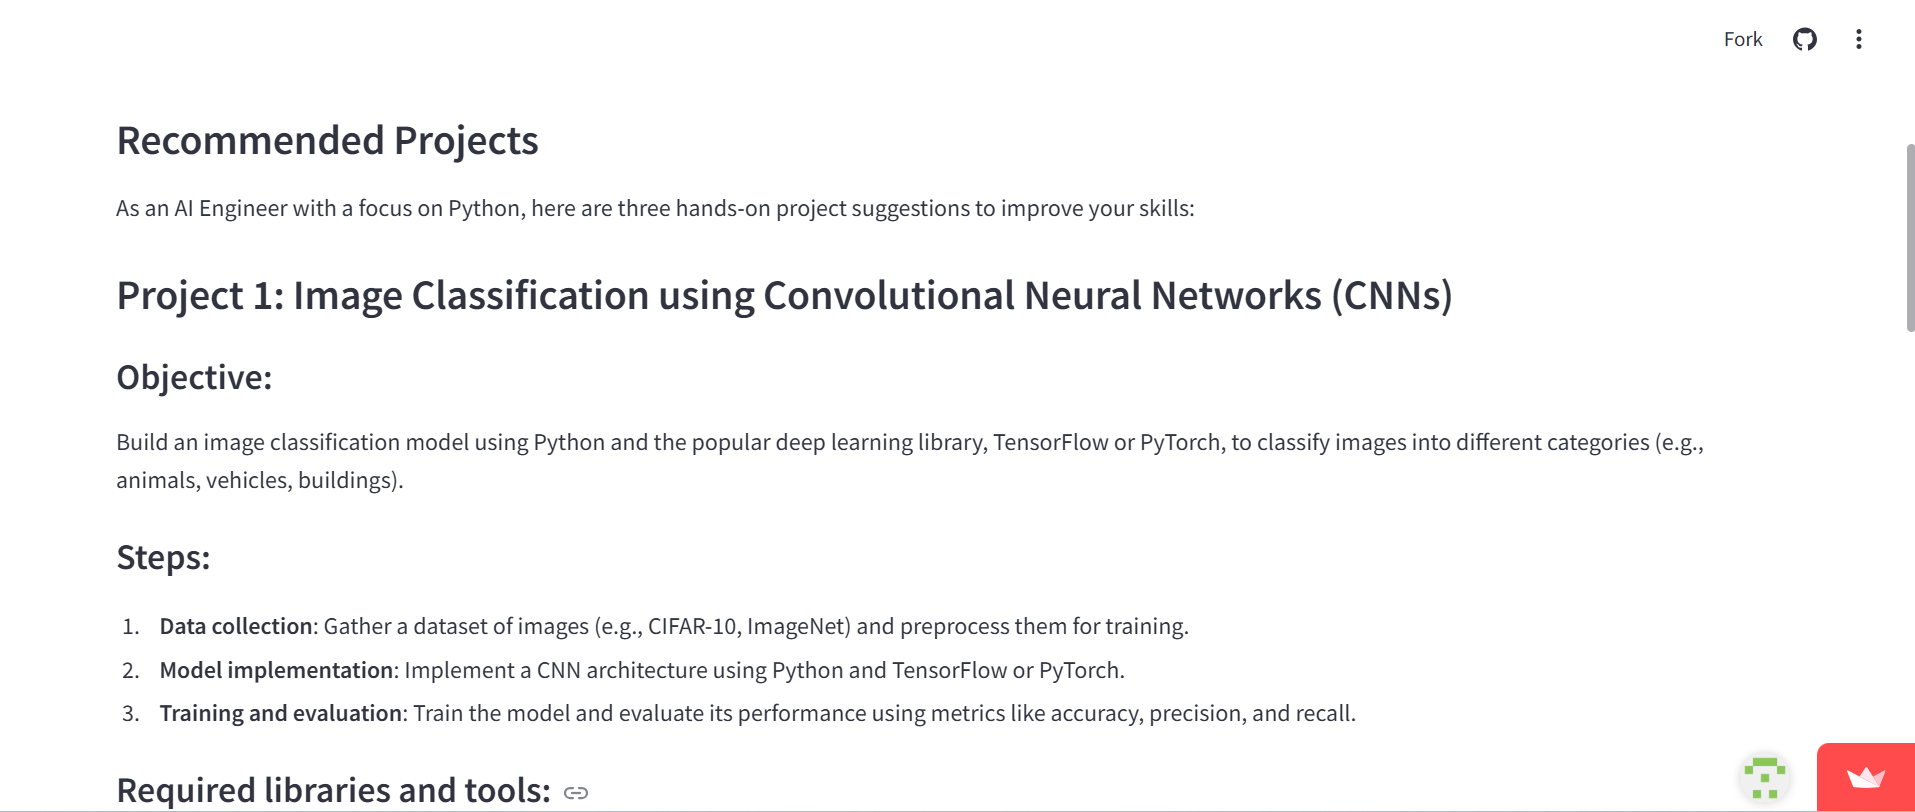 Fork
Recommended Projects
As an AI Engineer with a focus on Python, here are three hands-on project suggestions to improve your skills:
Project 1: Image Classification using Convolutional Neural Networks (CNNs)
Objective:
Build an image classification model using Python and the popular deep learning library, TensorFlow or PyTorch, to classify images into different categories (e.g.,
animals, vehicles, buildings).
Steps:
1. Data collection: Gather a dataset of images (e.g., CIFAR-10, ImageNet) and preprocess them for training.
2. Model implementation: Implement a CNN architecture using Python and TensorFlow or PyTorch.
3. Training and evaluation: Train the model and evaluate its performance using metrics like accuracy, precision, and recall.
Required libraries and tools: